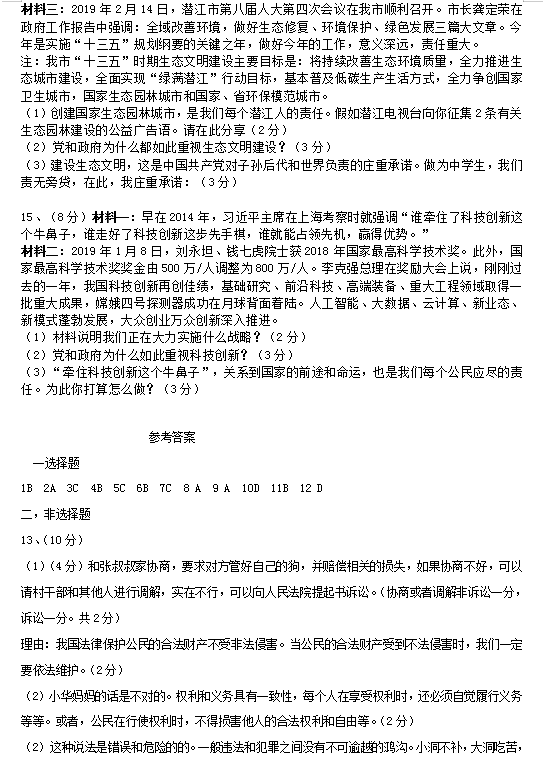 材料三：2019 年 2 月 14 日，潜江市第八届人大第四次会议在我市顺利召开。市长龚定荣在
政府工作报告中强调：全域改善环境，做好生态修复、环境保护、绿色发展三篇大文章。今
年是实施“十三五”规划纲要的关键之年，做好今年的工作，意义深远，责任重大。
注：我市“十三五”时期生态文明建设主要目标是：将持续改善生态环境质量，全力推进生
态城市建设，全面实现“绿满潜江”行动目标，基本普及低碳生产生活方式，全力争创国家
卫生城市，国家生态园林城市和国家、省环保模范城市。
（1）创建国家生态园林城市，是我们每个潜江人的责任。假如潜江电视台向你征集 2 条有关
生态园林建设的公益广告语。请在此分享（2 分）
（2）党和政府为什么都如此重视生态文明建设？（3 分）
（3）建设生态文明，这是中国共产党对子孙后代和世界负责的庄重承诺。做为中学生，我们
责无旁贷，在此，我庄重承诺：（3 分）
15、（8 分）材料一：早在 2014 年，习近平主席在上海考察时就强调“谁牵住了科技创新这
个牛鼻子，谁走好了科技创新这步先手棋，谁就能占领先机，赢得优势。”
材料二：2019 年 1 月 8 日，刘永坦、钱七虎院士获 2018 年国家最高科学技术奖。此外，国
家最高科学技术奖奖金由 500 万/人调整为 800 万/人。李克强总理在奖励大会上说，刚刚过
去的一年，我国科技创新再创佳绩，基础研究、前沿科技、高端装备、重大工程领域取得一
批重大成果，嫦娥四号探测器成功在月球背面着陆。人工智能、大数据、云计算、新业态、
新模式蓬勃发展，大众创业万众创新深入推进。
（1）材料说明我们正在大力实施什么战略？（2 分）
（2）党和政府为什么如此重视科技创新？（3 分）
（3）“牵住科技创新这个牛鼻子”，关系到国家的前途和命运，也是我们每个公民应尽的责
任。为此你打算怎么做？（3 分）
参考答案
一选择题
1B 2A 3C 4B 5C 6B 7C 8 A 9 A 10D 11B 12 D
二，非选择题
13、(10 分)
(1)(4 分)和张叔叔家协商，要求对方管好自己的狗，并赔偿相关的损失，如果协商不好，可以
请村干部和其他人进行调解，实在不行，可以向人民法院提起书诉讼。(协商或者调解非诉讼一分，
诉讼一分。共 2 分)
理由：我国法律保护公民的合法财产不受非法侵害。当公民的合法财产受到不法侵害时，我们一定
要依法维护。(2 分)
(2) 小华妈妈的话是不对的。权利和义务具有一致性，每个人在享受权利时，还必须自觉履行义务
等等。或者，公民在行使权利时，不得损害他人的合法权利和自由等。(2 分)
(2) 这种说法是错误和危险的的。一般违法和犯罪之间没有不可逾越的鸿沟。小洞不补，大洞吃苦，